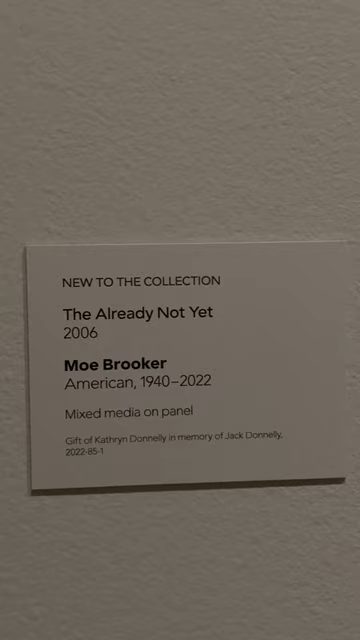 NEW TO THE COLLECTION
The Already Not Yet
2006
Moe Brooker
American, 1940–2022
Mixed media on panel
Gift of Kathryn Donnelly in memory of Jack Donnelly,
2022-85-1